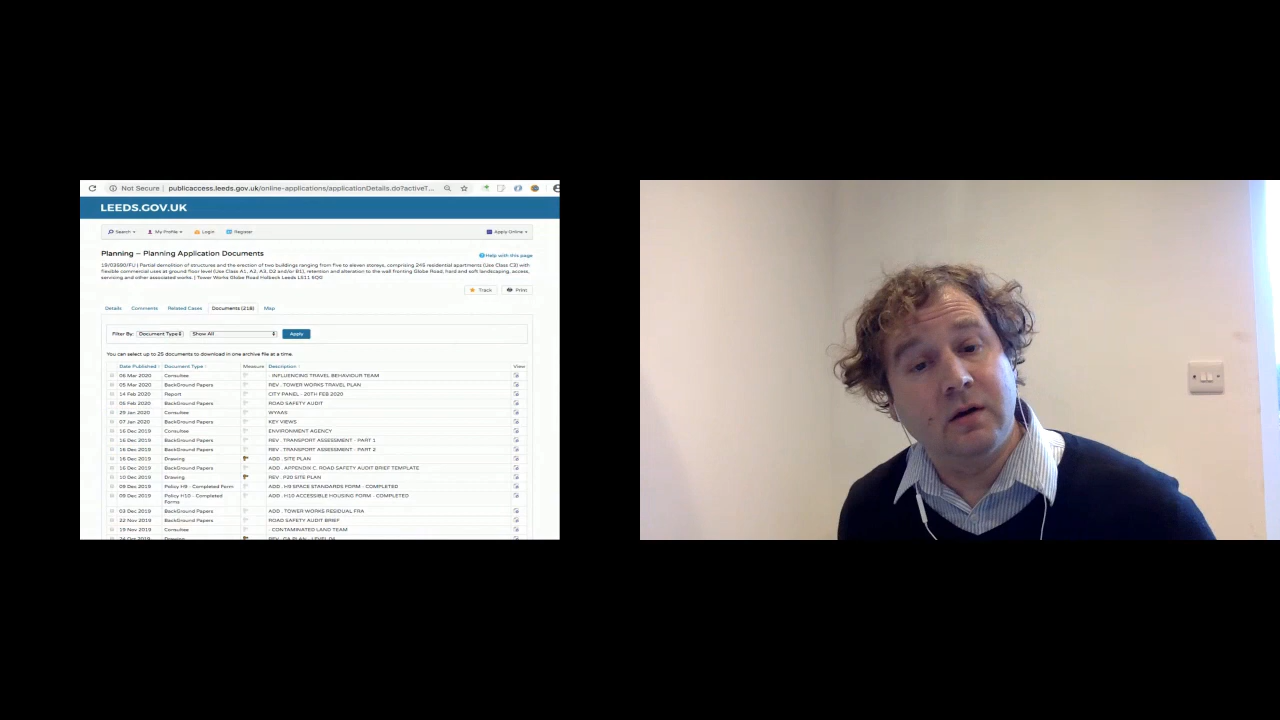 Not Secure | publicaccess.leeds.gov.uk/online-applications/applicationDetails.do?activeT...
LEEDS.GOV.UK
Search My Profile Login Register Apply Online
Planning – Planning Application Documents
Help with this page
19/03590/FU | Partial demolition of structures and the erection of two buildings ranging from five to eleven storeys, comprising 245 residential apartments (Use Class C3) with
flexible commercial uses at ground floor level (Use Class A1, A2, A3, D2 and/or B1), retention and alteration to the wall fronting Globe Road, hard and soft landscaping, access,
servicing and other associated works. | Tower Works Globe Road Holbeck Leeds LS11 5QG
Track Print
Details Comments Related Cases Documents (218) Map
Filter By: Document Type Show All Apply
You can select up to 25 documents to download in one archive file at a time.
Date Published Document Type Measure Description View
06 Mar 2020 Consultee - INFLUENCING TRAVEL BEHAVIOUR TEAM
05 Mar 2020 BackGround Papers REV . TOWER WORKS TRAVEL PLAN
14 Feb 2020 Report CITY PANEL - 20TH FEB 2020
05 Feb 2020 BackGround Papers ROAD SAFETY AUDIT
29 Jan 2020 Consultee WYAAS
07 Jan 2020 BackGround Papers KEY VIEWS
16 Dec 2019 Consultee ENVIRONMENT AGENCY
16 Dec 2019 BackGround Papers REV . TRANSPORT ASSESSMENT - PART 1
16 Dec 2019 BackGround Papers REV . TRANSPORT ASSESSMENT - PART 2
16 Dec 2019 Drawing ADD . SITE PLAN
16 Dec 2019 BackGround Papers ADD . APPENDIX C. ROAD SAFETY AUDIT BRIEF TEMPLATE
10 Dec 2019 Drawing REV . P20 SITE PLAN
09 Dec 2019 Policy H9 - Completed Form ADD . H9 SPACE STANDARDS FORM - COMPLETED
09 Dec 2019 Policy H10 - Completed ADD . H10 ACCESSIBLE HOUSING FORM - COMPLETED
Forms
03 Dec 2019 BackGround Papers ADD . TOWER WORKS RESIDUAL FRA
22 Nov 2019 BackGround Papers ROAD SAFETY AUDIT BRIEF
19 Nov 2019 Consultee - CONTAMINATED LAND TEAM
24 Oct 2019 Drawing REV . GA PLAN - LEVEL